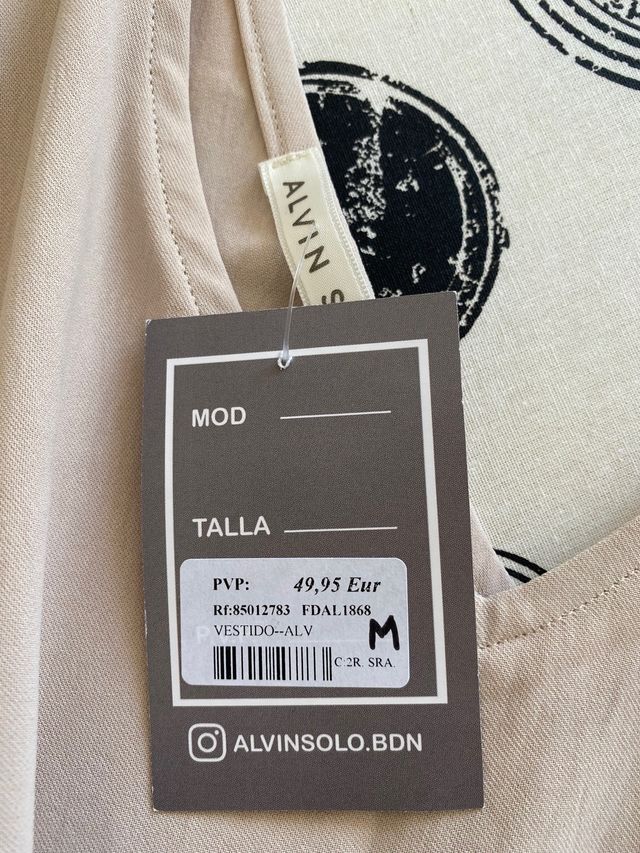 ALVIN S
MOD
TALLA
PVP: 49,95 Eur
Rf:85012783 FDAL1868
VESTIDO--ALV
M
C:2R. SRA.
ALVINSOLO.BDN